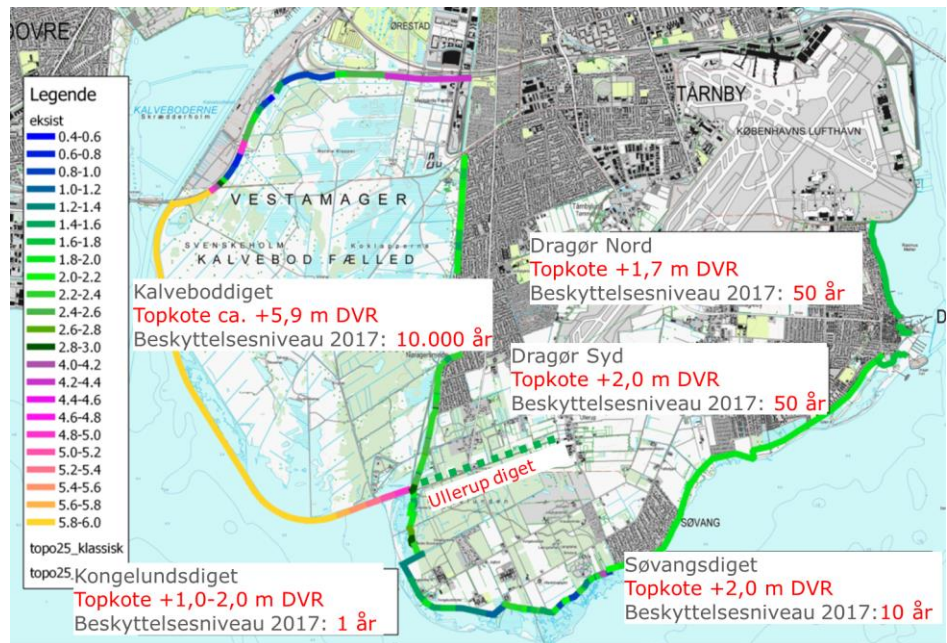 DOVRE
ØRESTAD
KALVEBODERNE
Skrædderholm
TÅRNBY
KØBENHAVNS LUFTHAVN
Legende
eksist
0.4-0.6
0.6-0.8
0.8-1.0
1.0-1.2
1.2-1.4
1.4-1.6
1.6-1.8
1.8-2.0
2.0-2.2
2.2-2.4
2.4-2.6
2.6-2.8
2.8-3.0
4.0-4.2
4.2-4.4
4.4-4.6
4.6-4.8
4.8-5.0
5.0-5.2
5.2-5.4
5.4-5.6
5.6-5.8
5.8-6.0
topo25_klassisk
topo25
VESTAMAGER
SVENSKEHOLM
Koklapperne
KALVEBOD FÆLLED
Dragør Nord
Topkote +1,7 m DVR
Beskyttelsesniveau 2017: 50 år
Kalveboddiget
Topkote ca. +5,9 m DVR
Beskyttelsesniveau 2017: 10.000 år
D
Dragør Syd
Topkote +2,0 m DVR
Beskyttelsesniveau 2017: 50 år
Ullerup diget
SØVANG
Kongelundsdiget
Topkote +1,0-2,0 m DVR
Beskyttelsesniveau 2017: 1 år
Søvangsdiget
Topkote +2,0 m DVR
Beskyttelsesniveau 2017:10 år